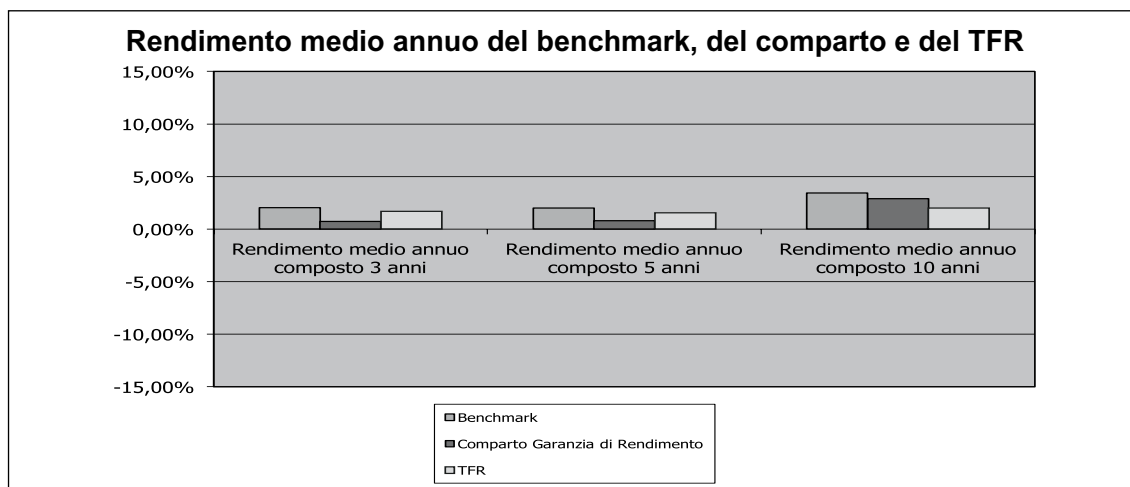 Rendimento medio annuo del benchmark, del comparto e del TFR
15,00%
10,00%
5,00%
0,00%
-5,00%
-10,00%
-15,00%
Rendimento medio annuo
composto 3 anni
Rendimento medio annuo
composto 5 anni
Rendimento medio annuo
composto 10 anni
Benchmark
Comparto Garanzia di Rendimento
TFR